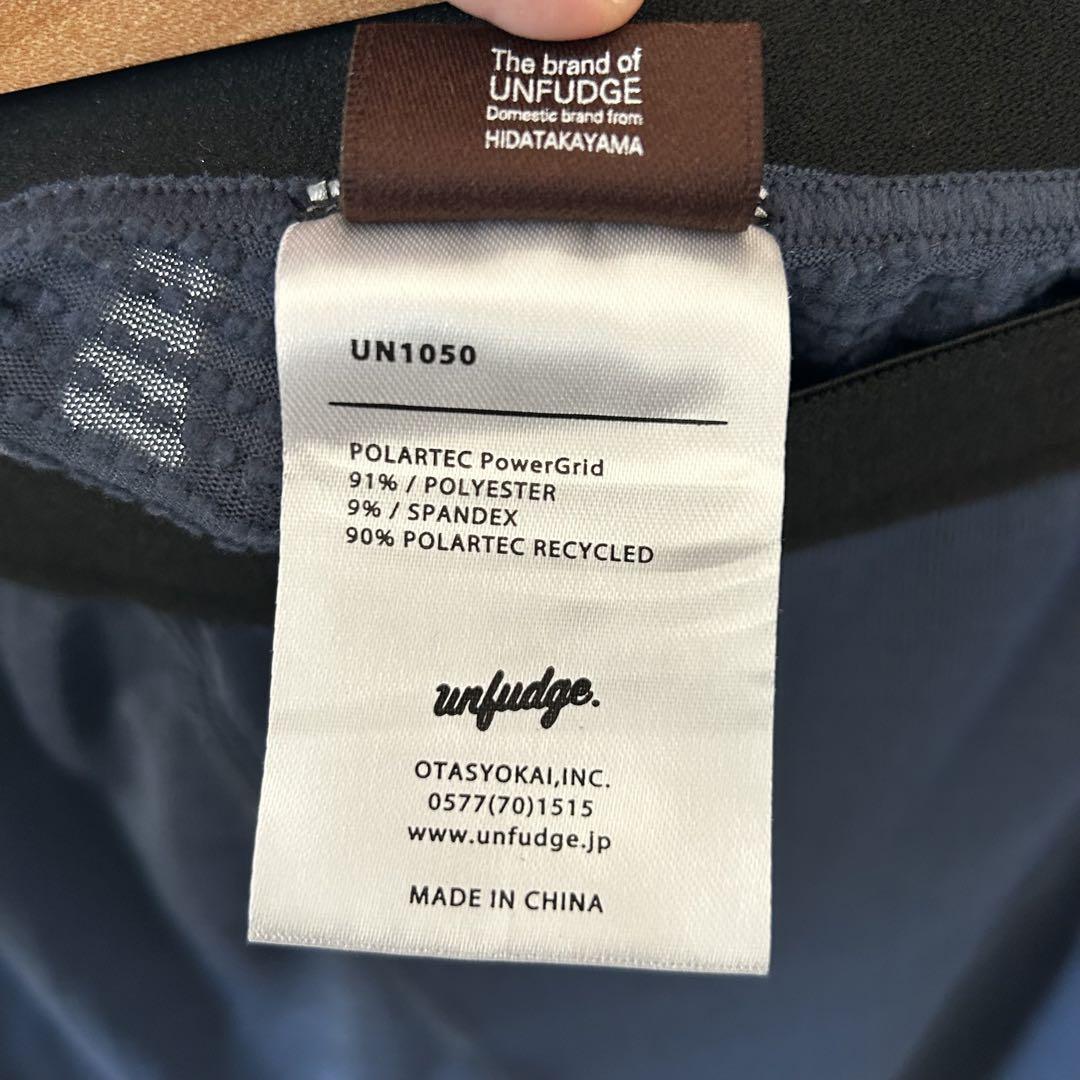 The brand of
UNFUDGE
Domestic brand from
HIDATAKAYAMA
UN1050
POLARTEC PowerGrid
91% / POLYESTER
9% / SPANDEX
90% POLARTEC RECYCLED
unfudge.
OTASYOKAI,INC.
0577(70)1515
www.unfudge.jp
MADE IN CHINA